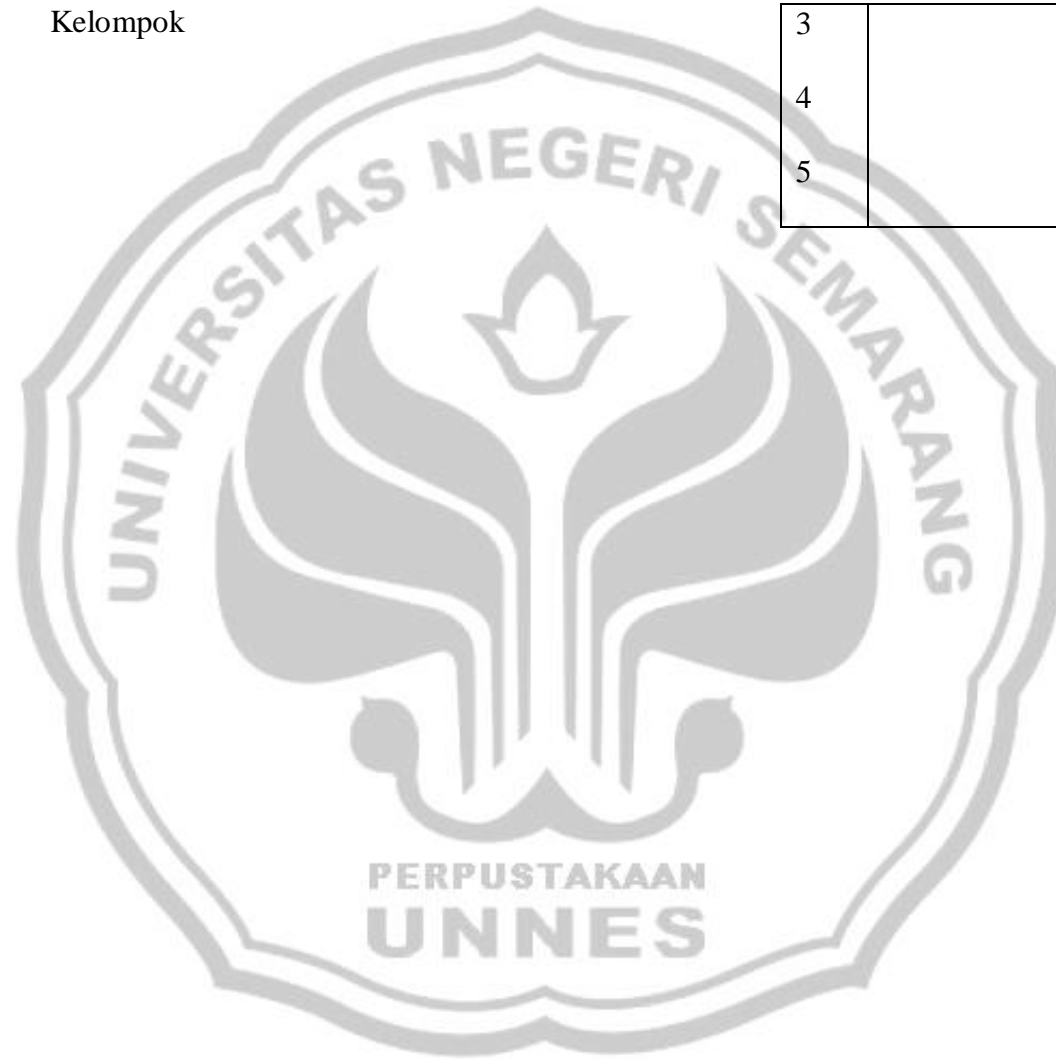 Kelompok
3
4
5
UNIVERSITAS NEGERI SEMARANG
PERPUSTAKAAN
UNNES